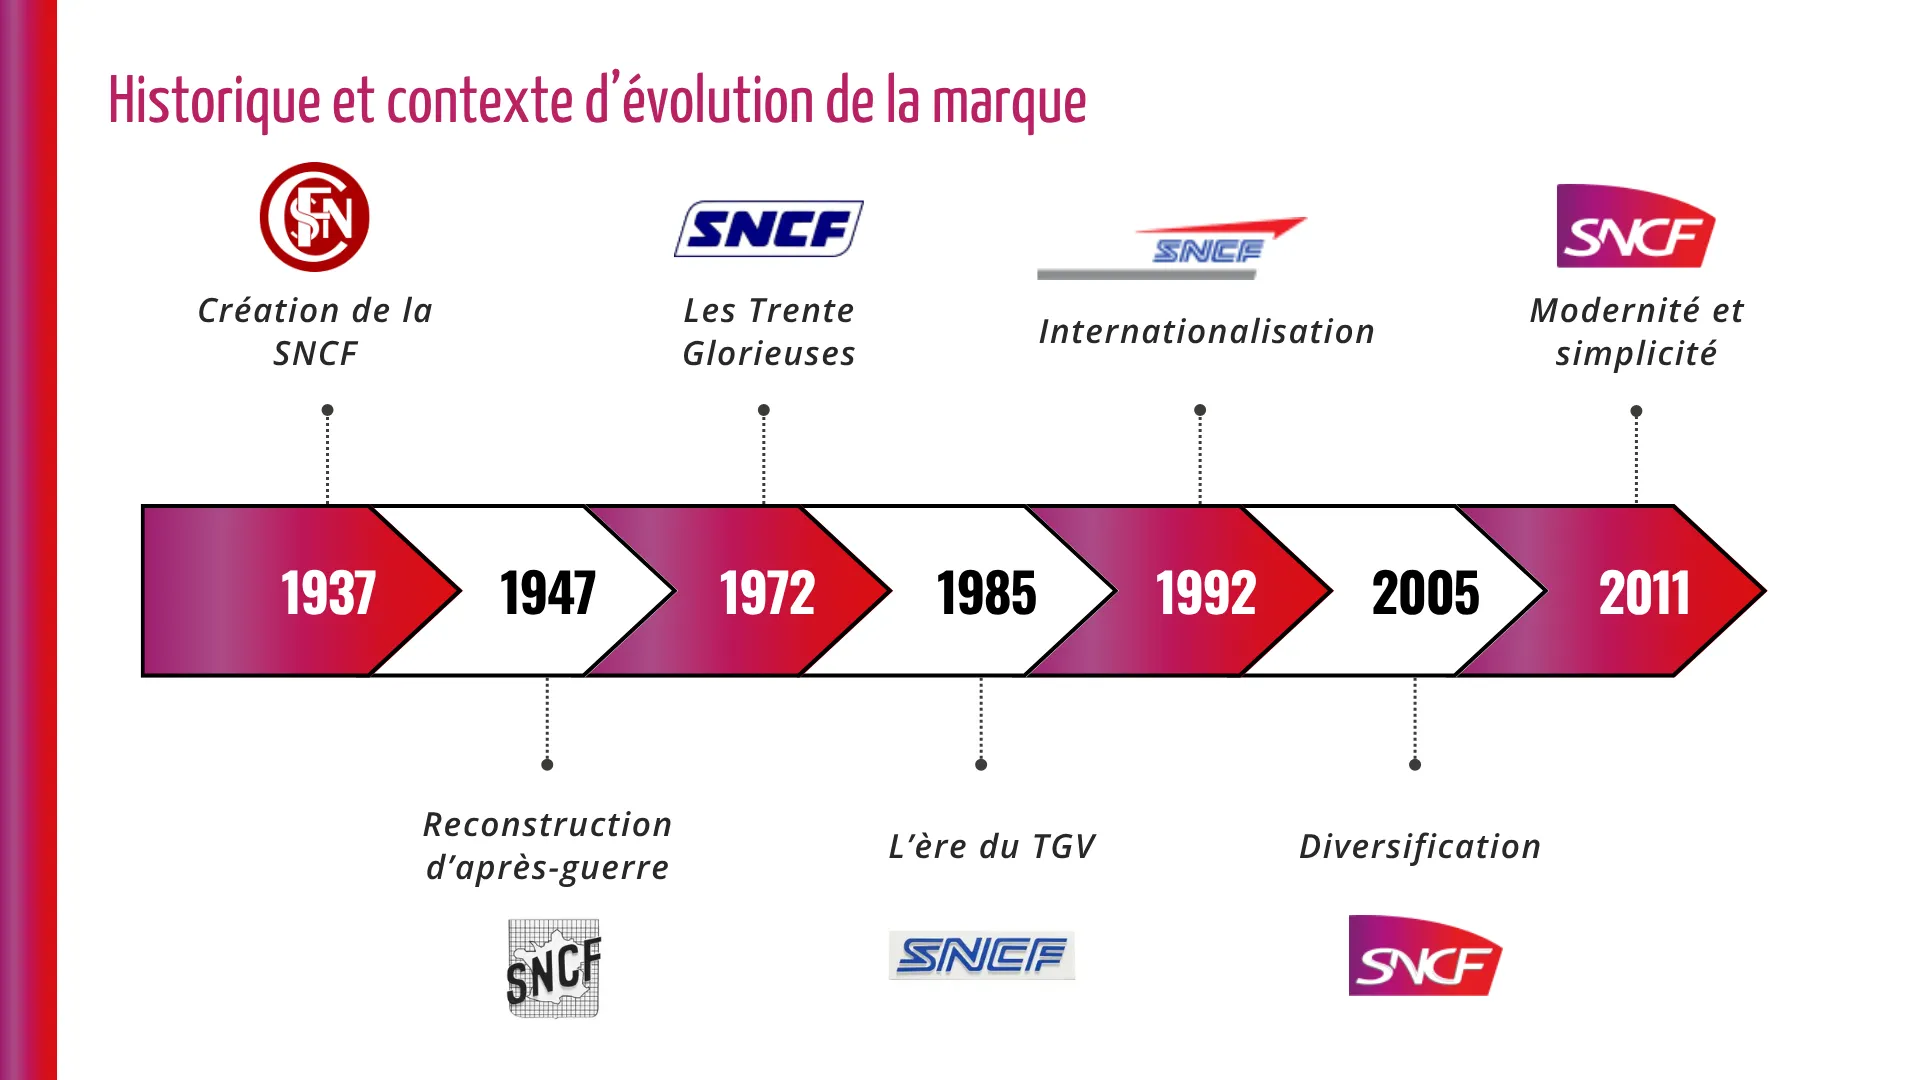 Historique et contexte d’évolution de la marque
SNCF
SNCF
SNCF
SNCF
Création de la
SNCF
Les Trente
Glorieuses
Internationalisation
Modernité et
simplicité
1937
1947
1972
1985
1992
2005
2011
Reconstruction
d’après-guerre
L’ère du TGV
Diversification
SNCF
SNCF
SNCF